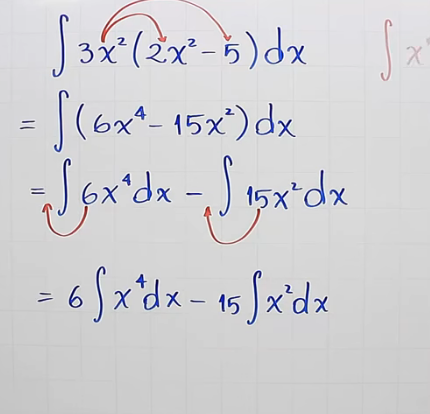 ∫ 3x²(2x² - 5)dx ∫ x
= ∫(6x⁴ - 15x²)dx
= ∫6x⁴dx - ∫15x²dx
= 6∫x⁴dx - 15∫x²dx